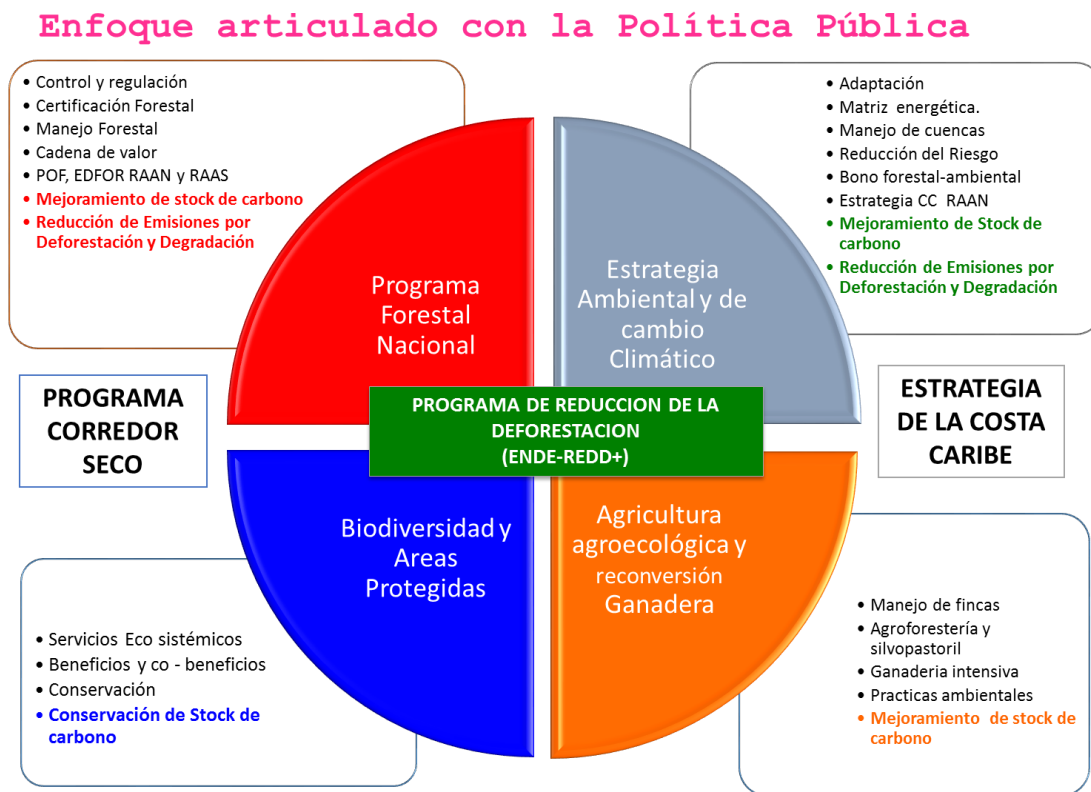 Enfoque articulado con la Política Pública
• Control y regulación
• Certificación Forestal
• Manejo Forestal
• Cadena de valor
• POF, EDFOR RAAN y RAAS
• Mejoramiento de stock de carbono
• Reducción de Emisiones por
Deforestación y Degradación
• Adaptación
• Matriz energética.
• Manejo de cuencas
• Reducción del Riesgo
• Bono forestal-ambiental
• Estrategia CC RAAN
• Mejoramiento de Stock de
carbono
• Reducción de Emisiones por
Deforestación y Degradación
Programa
Forestal
Nacional
Estrategia
Ambiental y de
cambio
Climático
PROGRAMA
CORREDOR
SECO
PROGRAMA DE REDUCCION DE LA
DEFORESTACION
(ENDE-REDD+)
ESTRATEGIA
DE LA COSTA
CARIBE
Biodiversidad y
Areas
Protegidas
Agricultura
agroecológica y
reconversión
Ganadera
• Servicios Eco sistémicos
• Beneficios y co - beneficios
• Conservación
• Conservación de Stock de
carbono
• Manejo de fincas
• Agroforestería y
silvopastoril
• Ganaderia intensiva
• Practicas ambientales
• Mejoramiento de stock de
carbono